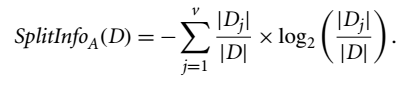 $SplitInfo_A(D) = -\sum_{j=1}^{v} \frac{|D_j|}{|D|} \times \log_2\left(\frac{|D_j|}{|D|}\right).$